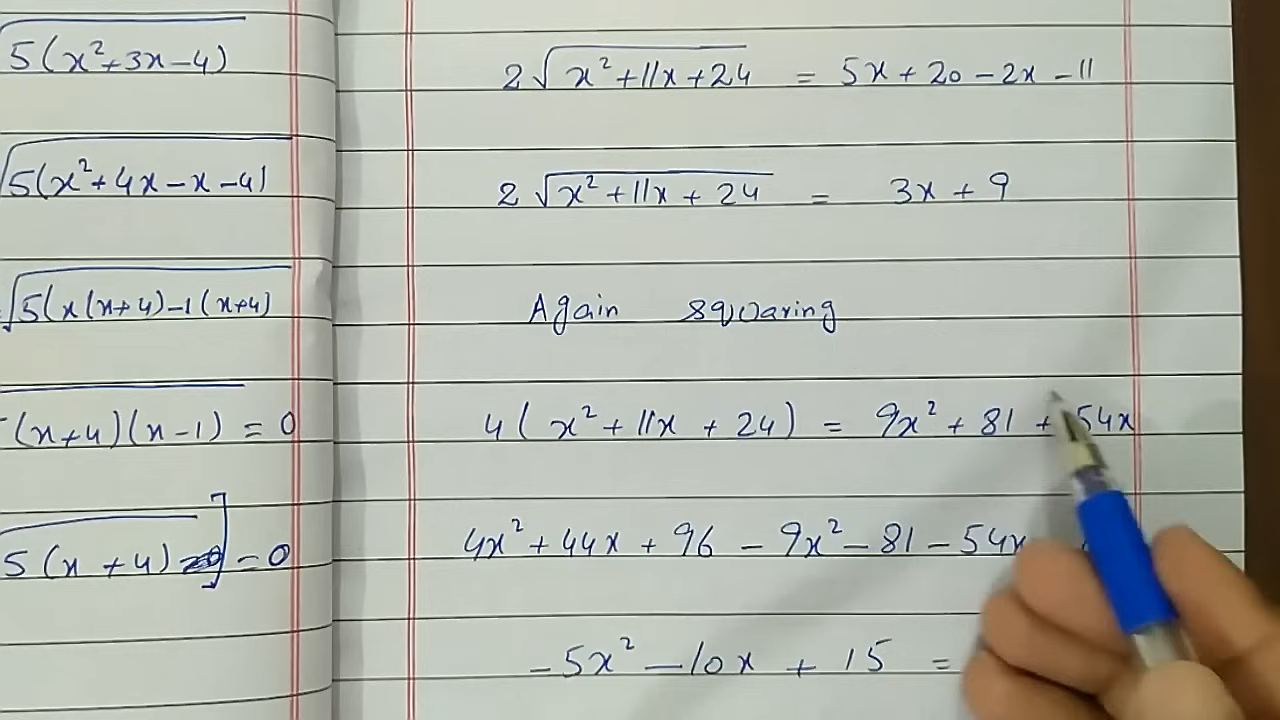 √5(x²+3x-4)
√5(x²+4x-x-4)
√5(x(x+4)-1(x+4)
(x+4)(x-1) = 0
5(x+4) ] = 0
2√x²+11x+24 = 5x+20-2x-11
2√x²+11x+24 = 3x+9
Again squaring
4(x²+11x+24) = 9x²+81+54x
4x²+44x+96-9x²-81-54x
-5x²-10x+15 =